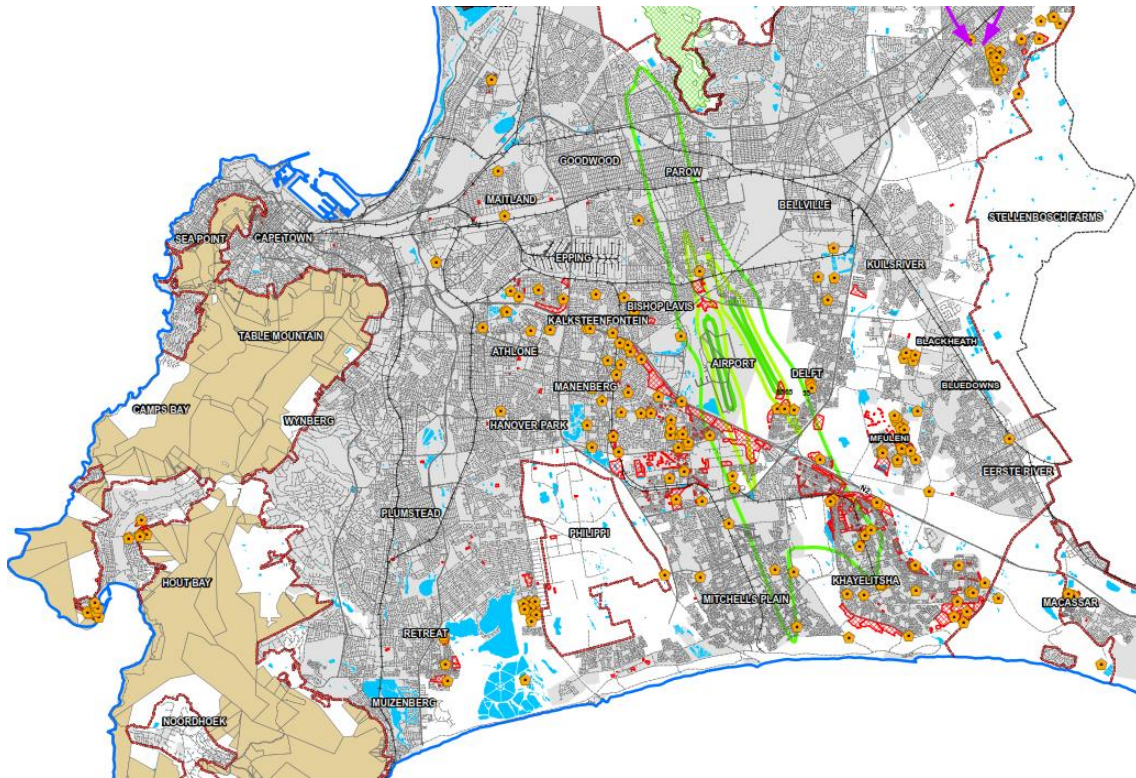 GOODWOOD
PAROW
MAITLAND
BELLVILLE
STELLENBOSCH FARMS
SEA POINT
CAPE TOWN
EPPING
KUILSRIVER
BISHOP LAVIS
KALKSTEENFONTEIN
TABLE MOUNTAIN
ATHLONE
AIRPORT
BLACKHEATH
DELFT
MANENBERG
BLUEDOWNS
CAMPS BAY
WYNBERG
HANOVER PARK
MFULENI
EERSTE RIVER
N2
PLUMSTEAD
PHILIPPI
HOUT BAY
KHAYELITSHA
MITCHELLS PLAIN
MACASSAR
RETREAT
MUIZENBERG
NOORDHOEK